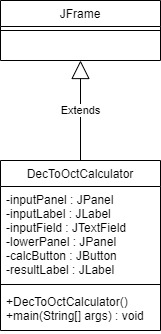 JFrame
Extends
DecToOctCalculator
-inputPanel : JPanel
-inputLabel : JLabel
-inputField : JTextField
-lowerPanel : JPanel
-calcButton : JButton
-resultLabel : JLabel
+DecToOctCalculator()
+main(String[] args) : void